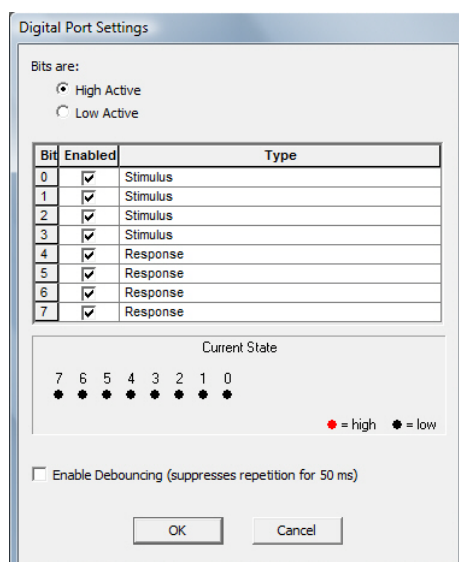 Digital Port Settings
Bits are:
High Active
Low Active
Bit Enabled Type
0 Stimulus
1 Stimulus
2 Stimulus
3 Stimulus
4 Response
5 Response
6 Response
7 Response
Current State
7 6 5 4 3 2 1 0
= high = low
Enable Debouncing (suppresses repetition for 50 ms)
OK Cancel